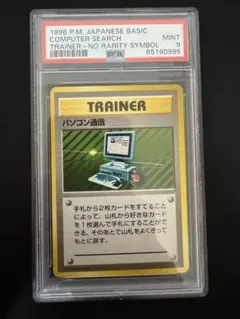 1996 P.M. JAPANESE BASIC
COMPUTER SEARCH MINT
TRAINER-NO RARITY SYMBOL 9
PSA 65190996
TRAINER
パソコン通信
手札から2枚カードをすてること
によって、山札から好きなカード
を1枚選んで手札にすることがで
きる。そのあとで山札をよくきっ
てもとに戻す。